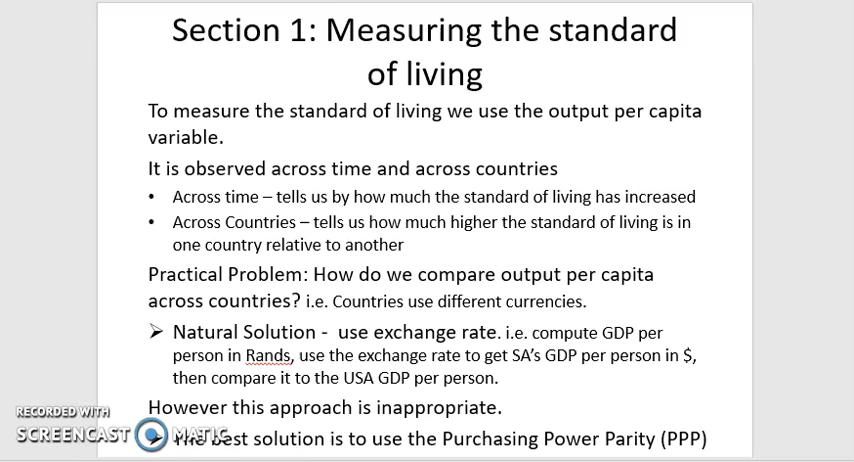 Section 1: Measuring the standard
of living
To measure the standard of living we use the output per capita
variable.
It is observed across time and across countries
• Across time – tells us by how much the standard of living has increased
• Across Countries – tells us how much higher the standard of living is in
one country relative to another
Practical Problem: How do we compare output per capita
across countries? i.e. Countries use different currencies.
➢ Natural Solution - use exchange rate. i.e. compute GDP per
person in Rands, use the exchange rate to get SA's GDP per person in $,
then compare it to the USA GDP per person.
However this approach is inappropriate.
➢ The best solution is to use the Purchasing Power Parity (PPP)
RECORDED WITH
SCREENCAST MATIC